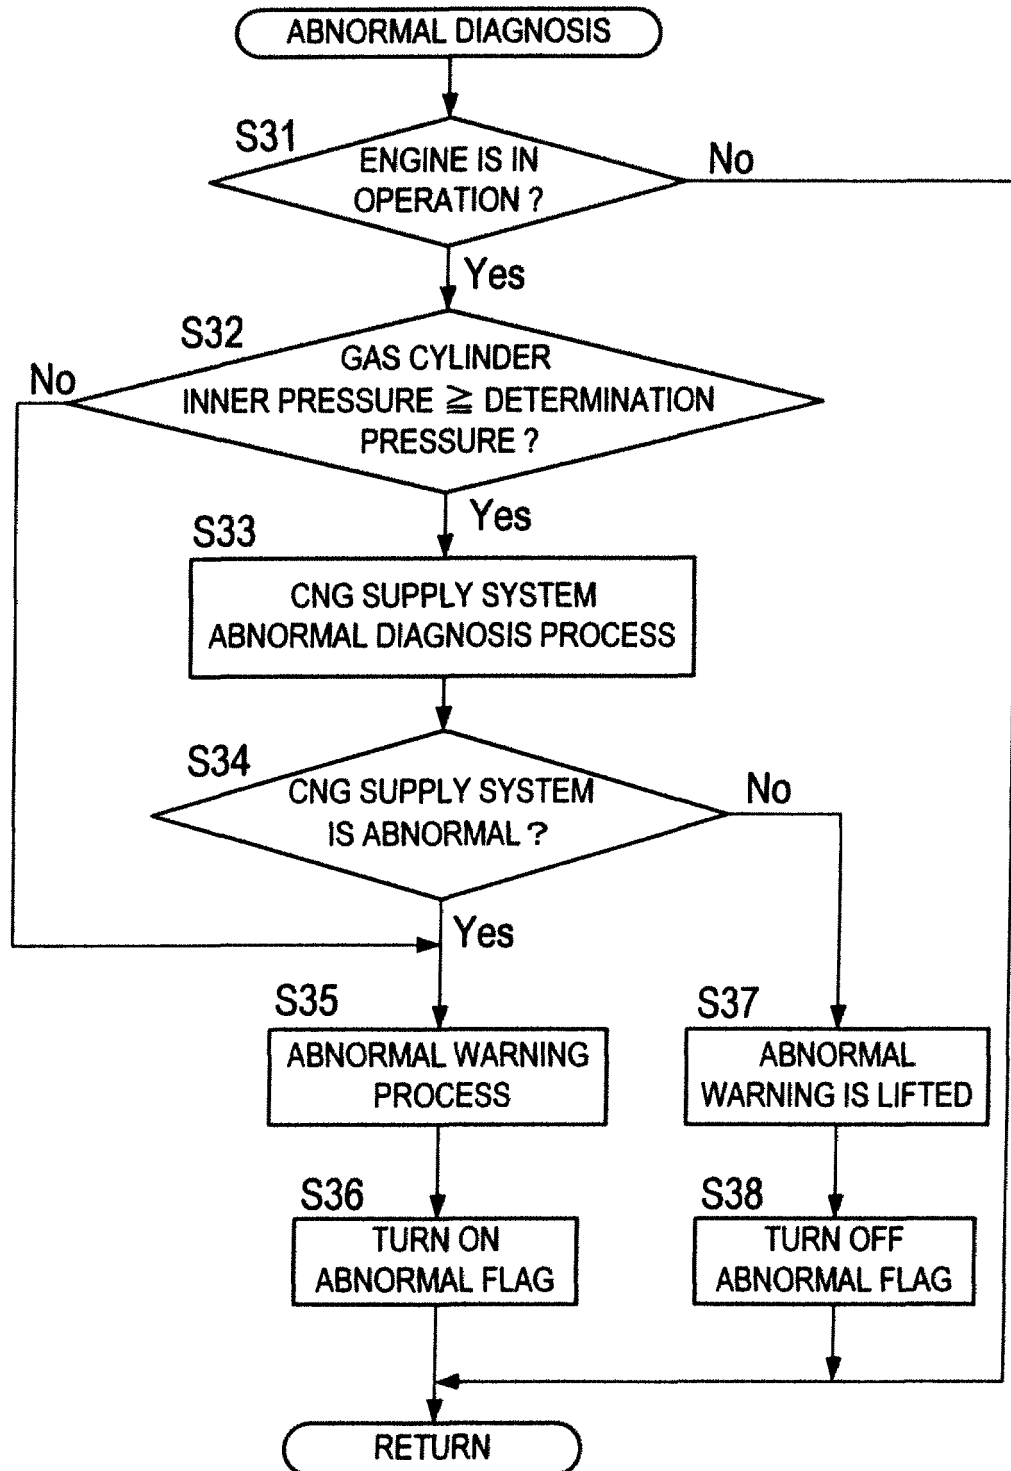 ABNORMAL DIAGNOSIS
S31
ENGINE IS IN
OPERATION ?
No
Yes
S32
No
GAS CYLINDER
INNER PRESSURE ≧ DETERMINATION
PRESSURE ?
Yes
S33
CNG SUPPLY SYSTEM
ABNORMAL DIAGNOSIS PROCESS
S34
CNG SUPPLY SYSTEM
IS ABNORMAL ?
No
Yes
S35
ABNORMAL WARNING
PROCESS
S37
ABNORMAL
WARNING IS LIFTED
S36
TURN ON
ABNORMAL FLAG
S38
TURN OFF
ABNORMAL FLAG
RETURN